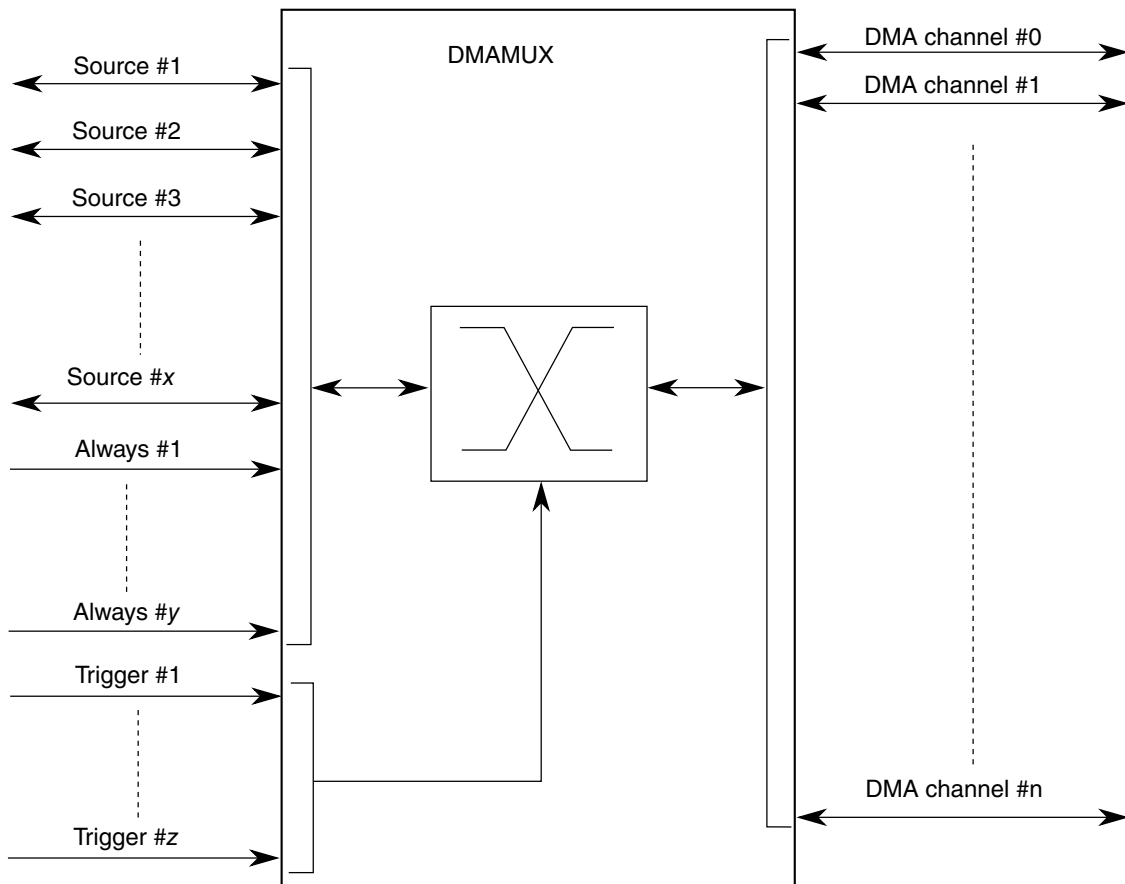 DMAMUX
Source #1
Source #2
Source #3
Source #x
Always #1
Always #y
Trigger #1
Trigger #z
DMA channel #0
DMA channel #1
DMA channel #n